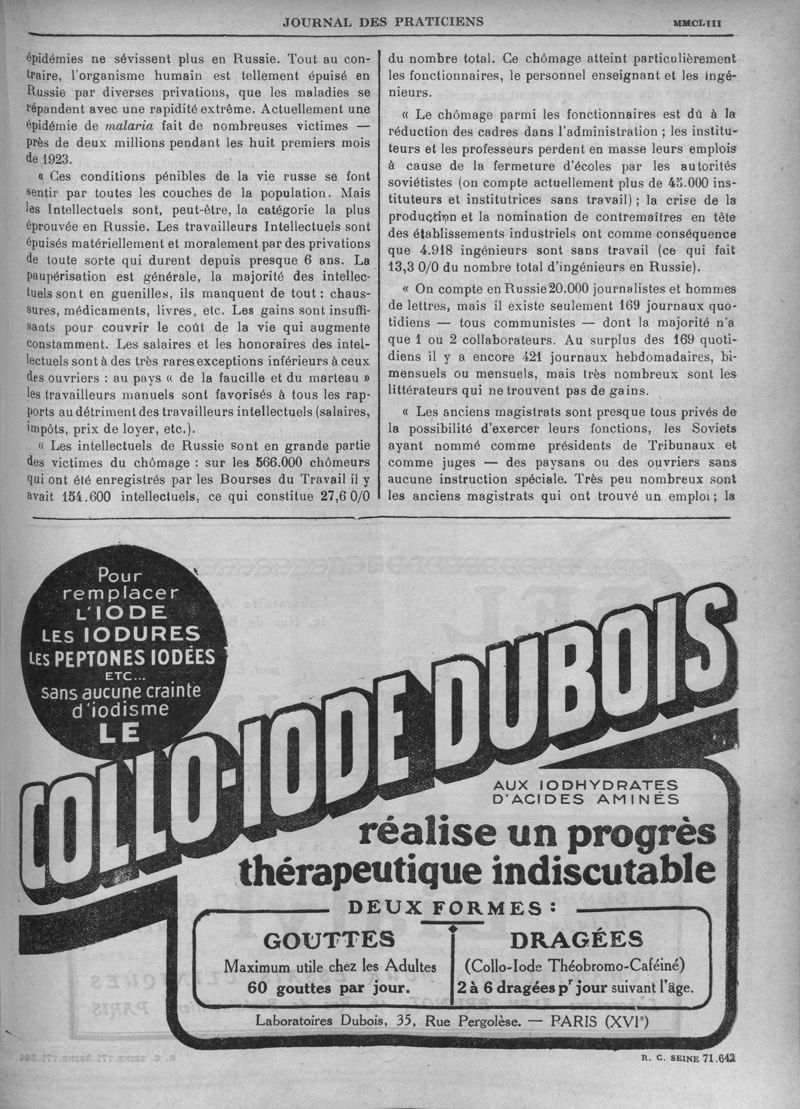 JOURNAL DES PRATICIENS
MMCLIII
épidémies ne sévissent plus en Russie. Tout au con-
traire, l'organisme humain est tellement épuisé en
Russie par diverses privations, que les maladies se
répandent avec une rapidité extrême. Actuellement une
épidémie de malaria fait de nombreuses victimes —
près de deux millions pendant les huit premiers mois
de 1923.
« Ces conditions pénibles de la vie russe se font
sentir par toutes les couches de la population. Mais
les Intellectuels sont, peut-être, la catégorie la plus
éprouvée en Russie. Les travailleurs Intellectuels sont
épuisés matériellement et moralement par des privations
de toute sorte qui durent depuis presque 6 ans. La
paupérisation est générale, la majorité des intellec-
tuels sont en guenilles, ils manquent de tout : chaus-
sures, médicaments, livres, etc. Les gains sont insuffi-
sants pour couvrir le coût de la vie qui augmente
constamment. Les salaires et les honoraires des intel-
lectuels sont à des très rares exceptions inférieurs à ceux
des ouvriers : au pays « de la faucille et du marteau »
les travailleurs manuels sont favorisés à tous les rap-
ports au détriment des travailleurs intellectuels (salaires,
impôts, prix de loyer, etc.).
« Les intellectuels de Russie sont en grande partie
des victimes du chômage : sur les 566.000 chômeurs
qui ont été enregistrés par les Bourses du Travail il y
avait 154.600 intellectuels, ce qui constitue 27,6 0/0
du nombre total. Ce chômage atteint particulièrement
les fonctionnaires, le personnel enseignant et les ingé-
nieurs.
« Le chômage parmi les fonctionnaires est dû à la
réduction des cadres dans l'administration ; les institu-
teurs et les professeurs perdent en masse leurs emplois
à cause de la fermeture d'écoles par les autorités
soviétistes (on compte actuellement plus de 45.000 ins-
tituteurs et institutrices sans travail) ; la crise de la
production et la nomination de contremaîtres en tête
des établissements industriels ont comme conséquence
que 4.918 ingénieurs sont sans travail (ce qui fait
13,3 0/0 du nombre total d'ingénieurs en Russie).
« On compte en Russie 20.000 journalistes et hommes
de lettres, mais il existe seulement 169 journaux quo-
tidiens — tous communistes — dont la majorité n'a
que 1 ou 2 collaborateurs. Au surplus des 169 quoti-
diens il y a encore 421 journaux hebdomadaires, bi-
mensuels ou mensuels, mais très nombreux sont les
littérateurs qui ne trouvent pas de gains.
« Les anciens magistrats sont presque tous privés de
la possibilité d'exercer leurs fonctions, les Soviets
ayant nommé comme présidents de Tribunaux et
comme juges — des paysans ou des ouvriers sans
aucune instruction spéciale. Très peu nombreux sont
les anciens magistrats qui ont trouvé un emploi ; la
Pour
remplacer
L'IODE
LES IODURES
LES PEPTONES IODÉES
ETC...
sans aucune crainte
d'iodisme
LE
COLLO-IODE DUBOIS
AUX IODHYDRATES
D'ACIDES AMINÉS
réalise un progrès
thérapeutique indiscutable
DEUX FORMES :
GOUTTES
Maximum utile chez les Adultes
60 gouttes par jour.
DRAGÉES
(Collo-Iode Théobromo-Caféiné)
2 à 6 dragées pr jour suivant l'âge.
Laboratoires Dubois, 35, Rue Pergolèse. — PARIS (XVIe)
R. C. SEINE 71.642